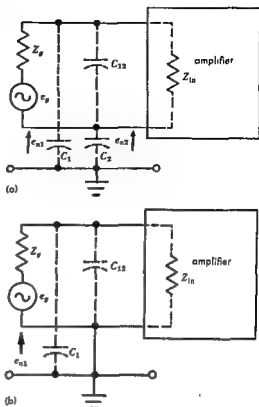 Z_g
e_g
C_12
amplifier
Z_in
e_n1
C_1
C_2
e_n2
(a)
Z_g
e_g
C_12
amplifier
Z_in
e_n1
C_1
(b)